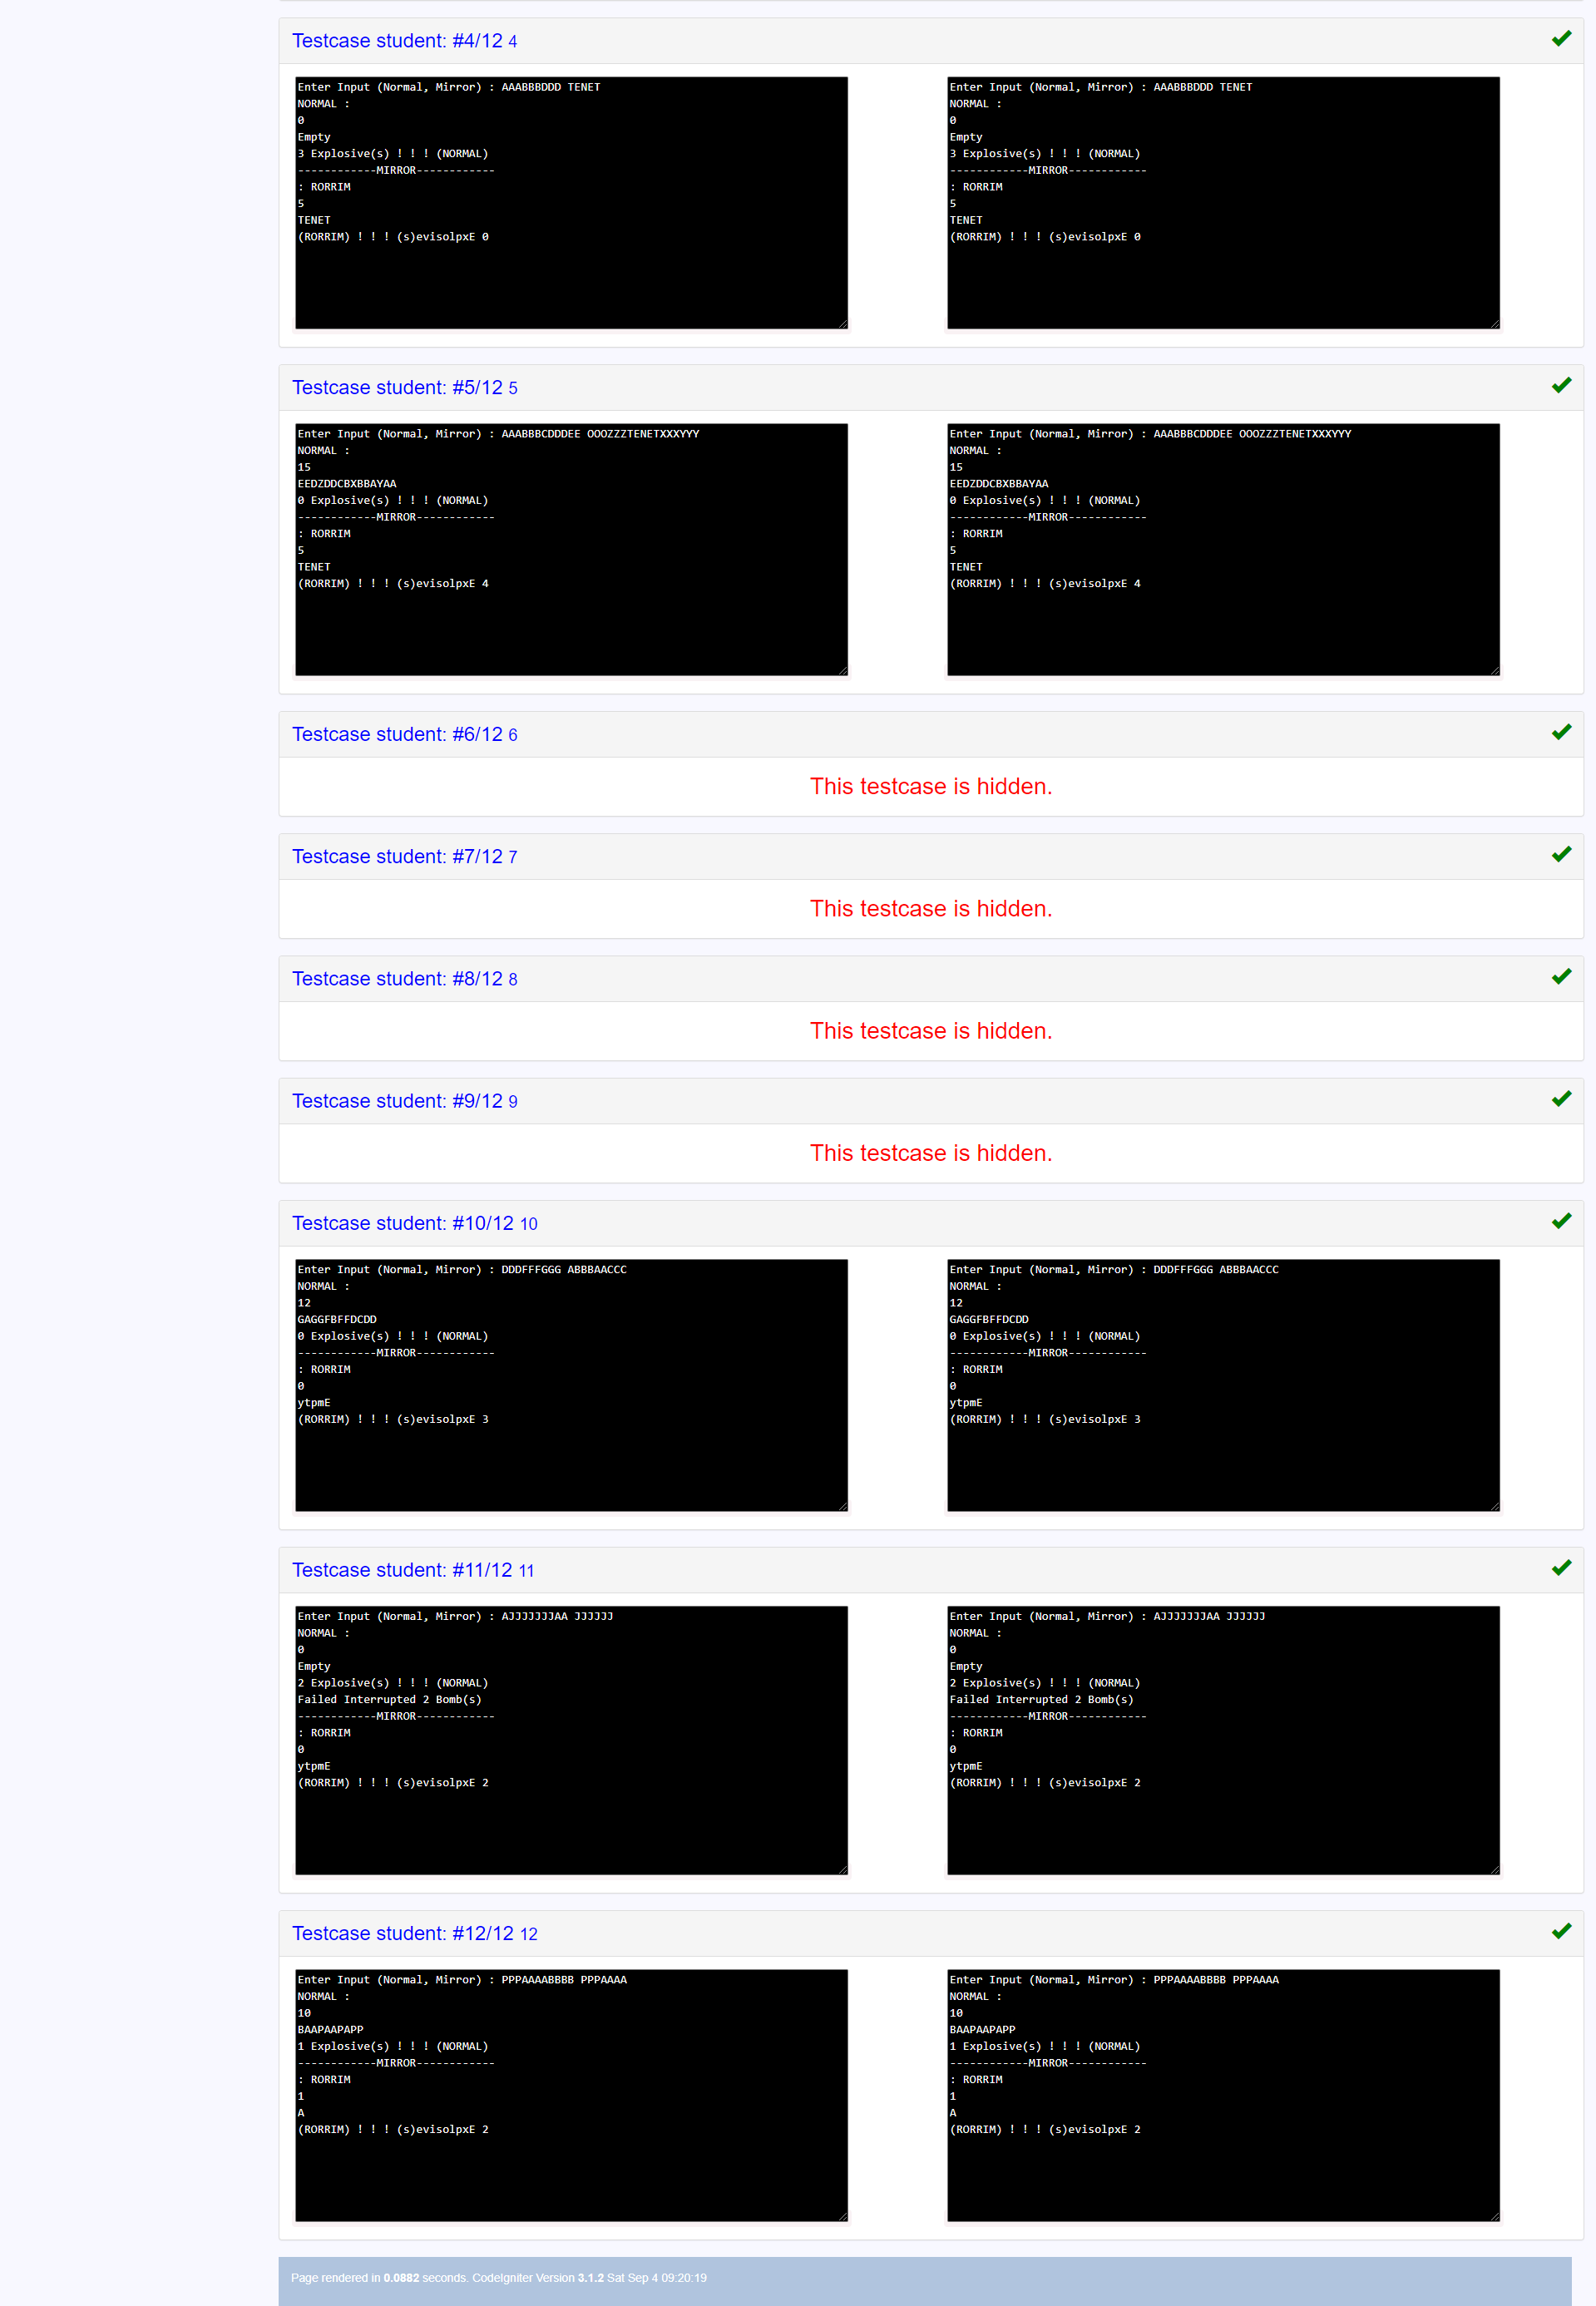 Testcase student: #4/12 4
Enter Input (Normal, Mirror) : AAABBBDDD TENET
NORMAL :
0
Empty
3 Explosive(s) ! ! ! (NORMAL)
------------MIRROR------------
: RORRIM
5
TENET
(RORRIM) ! ! ! (s)evisolpxE 0
Enter Input (Normal, Mirror) : AAABBBDDD TENET
NORMAL :
0
Empty
3 Explosive(s) ! ! ! (NORMAL)
------------MIRROR------------
: RORRIM
5
TENET
(RORRIM) ! ! ! (s)evisolpxE 0
Testcase student: #5/12 5
Enter Input (Normal, Mirror) : AAABBBCDDDEE OOOZZZTENETXXXYYY
NORMAL :
15
EEDZDDCBXBBAYAA
0 Explosive(s) ! ! ! (NORMAL)
------------MIRROR------------
: RORRIM
5
TENET
(RORRIM) ! ! ! (s)evisolpxE 4
Enter Input (Normal, Mirror) : AAABBBCDDDEE OOOZZZTENETXXXYYY
NORMAL :
15
EEDZDDCBXBBAYAA
0 Explosive(s) ! ! ! (NORMAL)
------------MIRROR------------
: RORRIM
5
TENET
(RORRIM) ! ! ! (s)evisolpxE 4
Testcase student: #6/12 6
This testcase is hidden.
Testcase student: #7/12 7
This testcase is hidden.
Testcase student: #8/12 8
This testcase is hidden.
Testcase student: #9/12 9
This testcase is hidden.
Testcase student: #10/12 10
Enter Input (Normal, Mirror) : DDDFFFGGG ABBBAACCC
NORMAL :
12
GAGGFBFFDCDD
0 Explosive(s) ! ! ! (NORMAL)
------------MIRROR------------
: RORRIM
0
ytpmE
(RORRIM) ! ! ! (s)evisolpxE 3
Enter Input (Normal, Mirror) : DDDFFFGGG ABBBAACCC
NORMAL :
12
GAGGFBFFDCDD
0 Explosive(s) ! ! ! (NORMAL)
------------MIRROR------------
: RORRIM
0
ytpmE
(RORRIM) ! ! ! (s)evisolpxE 3
Testcase student: #11/12 11
Enter Input (Normal, Mirror) : AJJJJJJJAA JJJJJJ
NORMAL :
0
Empty
2 Explosive(s) ! ! ! (NORMAL)
Failed Interrupted 2 Bomb(s)
------------MIRROR------------
: RORRIM
0
ytpmE
(RORRIM) ! ! ! (s)evisolpxE 2
Enter Input (Normal, Mirror) : AJJJJJJJAA JJJJJJ
NORMAL :
0
Empty
2 Explosive(s) ! ! ! (NORMAL)
Failed Interrupted 2 Bomb(s)
------------MIRROR------------
: RORRIM
0
ytpmE
(RORRIM) ! ! ! (s)evisolpxE 2
Testcase student: #12/12 12
Enter Input (Normal, Mirror) : PPPAAAABBBB PPPAAAA
NORMAL :
10
BAAPAAPAPP
1 Explosive(s) ! ! ! (NORMAL)
------------MIRROR------------
: RORRIM
1
A
(RORRIM) ! ! ! (s)evisolpxE 2
Enter Input (Normal, Mirror) : PPPAAAABBBB PPPAAAA
NORMAL :
10
BAAPAAPAPP
1 Explosive(s) ! ! ! (NORMAL)
------------MIRROR------------
: RORRIM
1
A
(RORRIM) ! ! ! (s)evisolpxE 2
Page rendered in 0.0882 seconds. CodeIgniter Version 3.1.2 Sat Sep 4 09:20:19